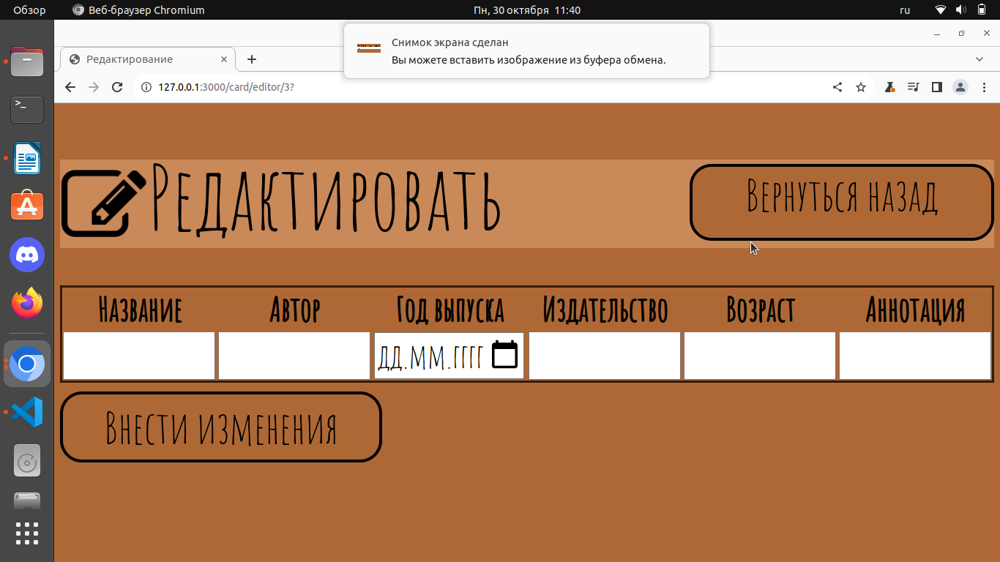 Обзор Веб-браузер Chromium Пн, 30 октября 11:40 ru
Снимок экрана сделан
Вы можете вставить изображение из буфера обмена.
Редактирование
127.0.0.1:3000/card/editor/3?
>_
Редактировать
Вернуться назад
Название Автор Год выпуска Издательство Возраст Аннотация
дд.мм.гггг
Внести изменения